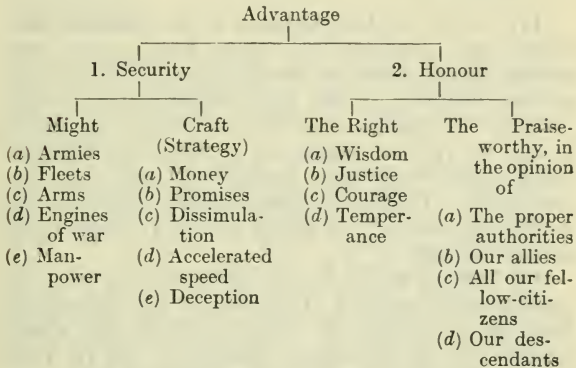 Advantage
1. Security
2. Honour
Might
(a) Armies
(b) Fleets
(c) Arms
(d) Engines
of war
(e) Man-
power
Craft
(Strategy)
(a) Money
(b) Promises
(c) Dissimula-
tion
(d) Accelerated
speed
(e) Deception
The Right
(a) Wisdom
(b) Justice
(c) Courage
(d) Temper-
ance
The Praise-
worthy, in
the opinion
of
(a) The proper
authorities
(b) Our allies
(c) All our fel-
low-citi-
zens
(d) Our des-
cendants